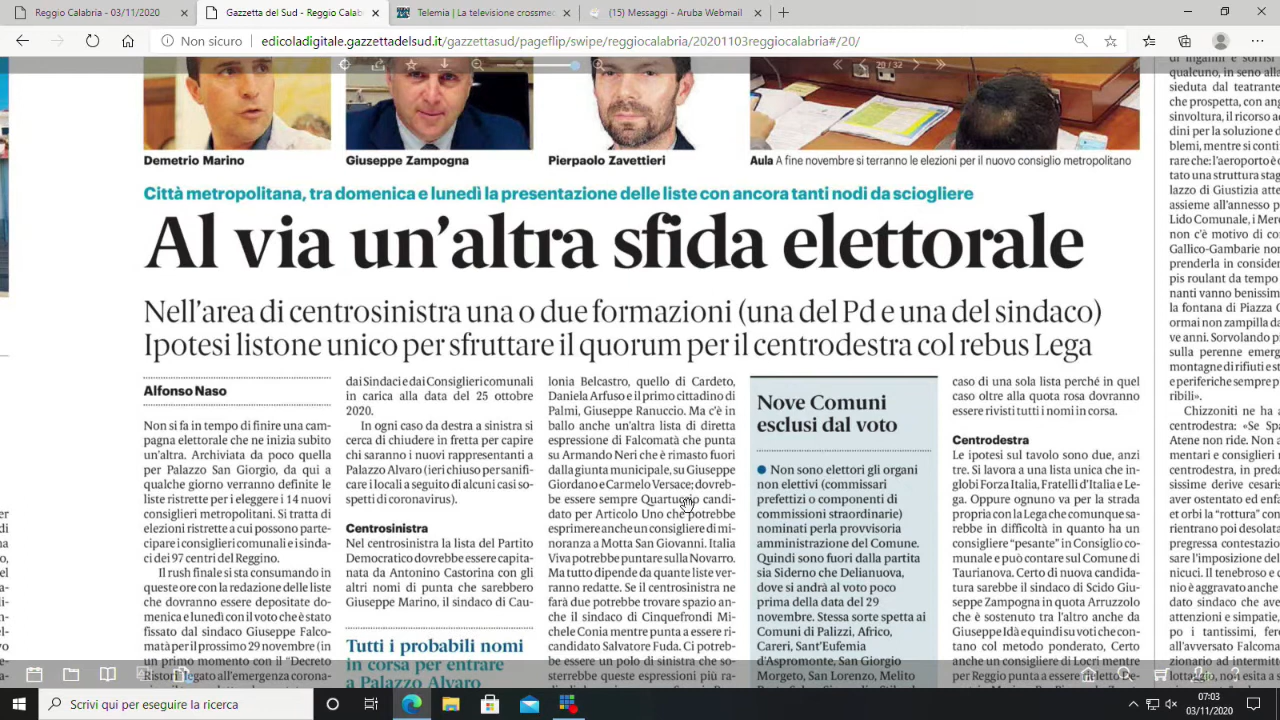 Reggio Calabria - 03/11/2020
Gazzetta del Sud - Reggio Calab
Telemia | La televisione crossmed
(15) Messaggi - Aruba Webmail
Non sicuro
edicoladigitale.gazzettadelsud.it/gazzettasud/pageflip/swipe/reggiocalabria/20201103reggiocalabria#/20/
20 / 32
Demetrio Marino
Giuseppe Zampogna
Pierpaolo Zavettieri
Aula A fine novembre si terranno le elezioni per il nuovo consiglio metropolitano
Città metropolitana, tra domenica e lunedì la presentazione delle liste con ancora tanti nodi da sciogliere
Al via un'altra sfida elettorale
Nell'area di centrosinistra una o due formazioni (una del Pd e una del sindaco)
Ipotesi listone unico per sfruttare il quorum per il centrodestra col rebus Lega
Alfonso Naso
Non si fa in tempo di finire una cam-
pagna elettorale che ne inizia subito
un'altra. Archiviata da poco quella
per Palazzo San Giorgio, da qui a
qualche giorno verranno definite le
liste ristrette per i eleggere i 14 nuovi
consiglieri metropolitani. Si tratta di
elezioni ristrette a cui possono parte-
cipare i consiglieri comunali e i sinda-
ci dei 97 centri del Reggino.
Il rush finale si sta consumando in
queste ore con la redazione delle liste
che dovranno essere depositate do-
menica e lunedì con il voto che è stato
fissato dal sindaco Giuseppe Falco-
matà per il prossimo 29 novembre (in
un primo momento con il "Decreto
Ristori" legato all'emergenza corona-
dai Sindaci e dai Consiglieri comunali
in carica alla data del 25 ottobre
2020.
In ogni caso da destra a sinistra si
cerca di chiudere in fretta per capire
chi saranno i nuovi rappresentanti a
Palazzo Alvaro (ieri chiuso per sanifi-
care i locali a seguito di alcuni casi so-
spetti di coronavirus).
Centrosinistra
Nel centrosinistra la lista del Partito
Democratico dovrebbe essere capita-
nata da Antonino Castorina con gli
altri nomi di punta che sarebbero
Giuseppe Marino, il sindaco di Cau-
Tutti i probabili nomi
in corsa per entrare
a Palazzo Alvaro
lonia Belcastro, quello di Cardeto,
Daniela Arfuso e il primo cittadino di
Palmi, Giuseppe Ranuccio. Ma c'è in
ballo anche un'altra lista di diretta
espressione di Falcomatà che punta
su Armando Neri che è rimasto fuori
dalla giunta municipale, su Giuseppe
Giordano e Carmelo Versace; dovreb-
be essere sempre Quartuccio candi-
dato per Articolo Uno che potrebbe
esprimere anche un consigliere di mi-
noranza a Motta San Giovanni. Italia
Viva potrebbe puntare sulla Novarro.
Ma tutto dipende da quante liste ver-
ranno redatte. Se il centrosinistra ne
farà due potrebbe trovare spazio an-
che il sindaco di Cinquefrondi Mi-
chele Conia mentre punta a essere ri-
candidato Salvatore Fuda. Ci potreb-
be essere un polo di sinistra che so-
sterrebbe queste espressioni più ra-
Nove Comuni
esclusi dal voto
● Non sono elettori gli organi
non elettivi (commissari
prefettizi o componenti di
commissioni straordinarie)
nominati perla provvisoria
amministrazione del Comune.
Quindi sono fuori dalla partita
sia Siderno che Delianuova,
dove si andrà al voto poco
prima della data del 29
novembre. Stessa sorte spetta ai
Comuni di Palizzi, Africo,
Careri, Sant'Eufemia
d'Aspromonte, San Giorgio
Morgeto, San Lorenzo, Melito
caso di una sola lista perché in quel
caso oltre alla quota rosa dovranno
essere rivisti tutti i nomi in corsa.
Centrodestra
Le ipotesi sul tavolo sono due, anzi
tre. Si lavora a una lista unica che in-
globi Forza Italia, Fratelli d'Italia e Le-
ga. Oppure ognuno va per la strada
propria con la Lega che comunque sa-
rebbe in difficoltà in quanto ha un
consigliere "pesante" in Consiglio co-
munale e può contare sul Comune di
Taurianova. Certo di nuova candida-
tura sarebbe il sindaco di Scido Giu-
seppe Zampogna in quota Arruzzolo
che è sostenuto tra l'altro anche da
Giuseppe Idà e quindi su voti che con-
tano col metodo ponderato, Certo
anche un consigliere di Locri mentre
per Reggio punta a essere eletto De-
Scrivi qui per eseguire la ricerca
07:03
03/11/2020